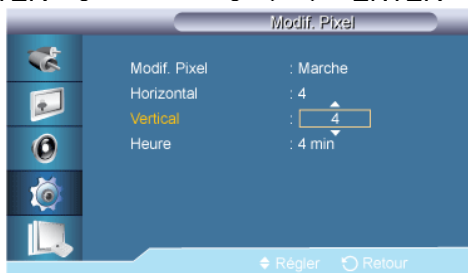 Modif. Pixel
Modif. Pixel : Marche
Horizontal : 4
Vertical : 4
Heure : 4 min
Régler Retour